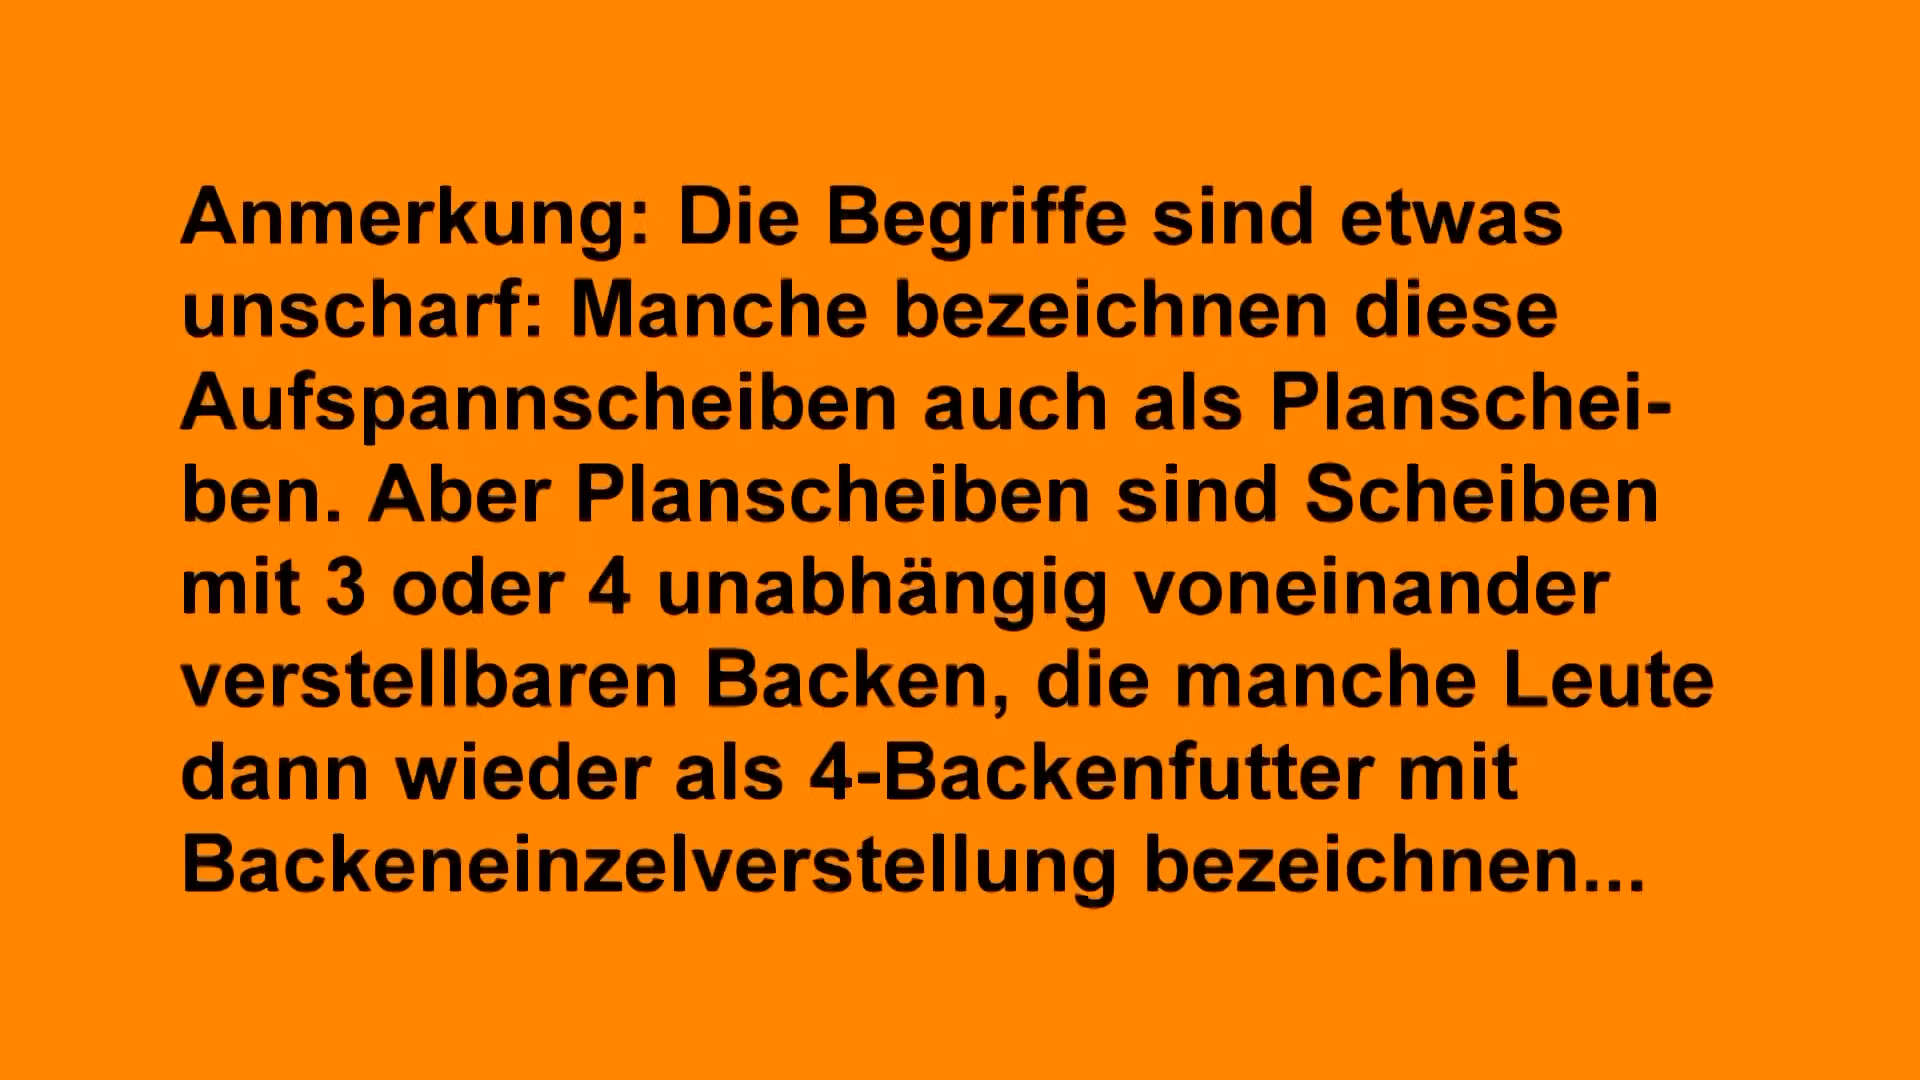 Anmerkung: Die Begriffe sind etwas
unscharf: Manche bezeichnen diese
Aufspannscheiben auch als Planschei-
ben. Aber Planscheiben sind Scheiben
mit 3 oder 4 unabhängig voneinander
verstellbaren Backen, die manche Leute
dann wieder als 4-Backenfutter mit
Backeneinzelverstellung bezeichnen...